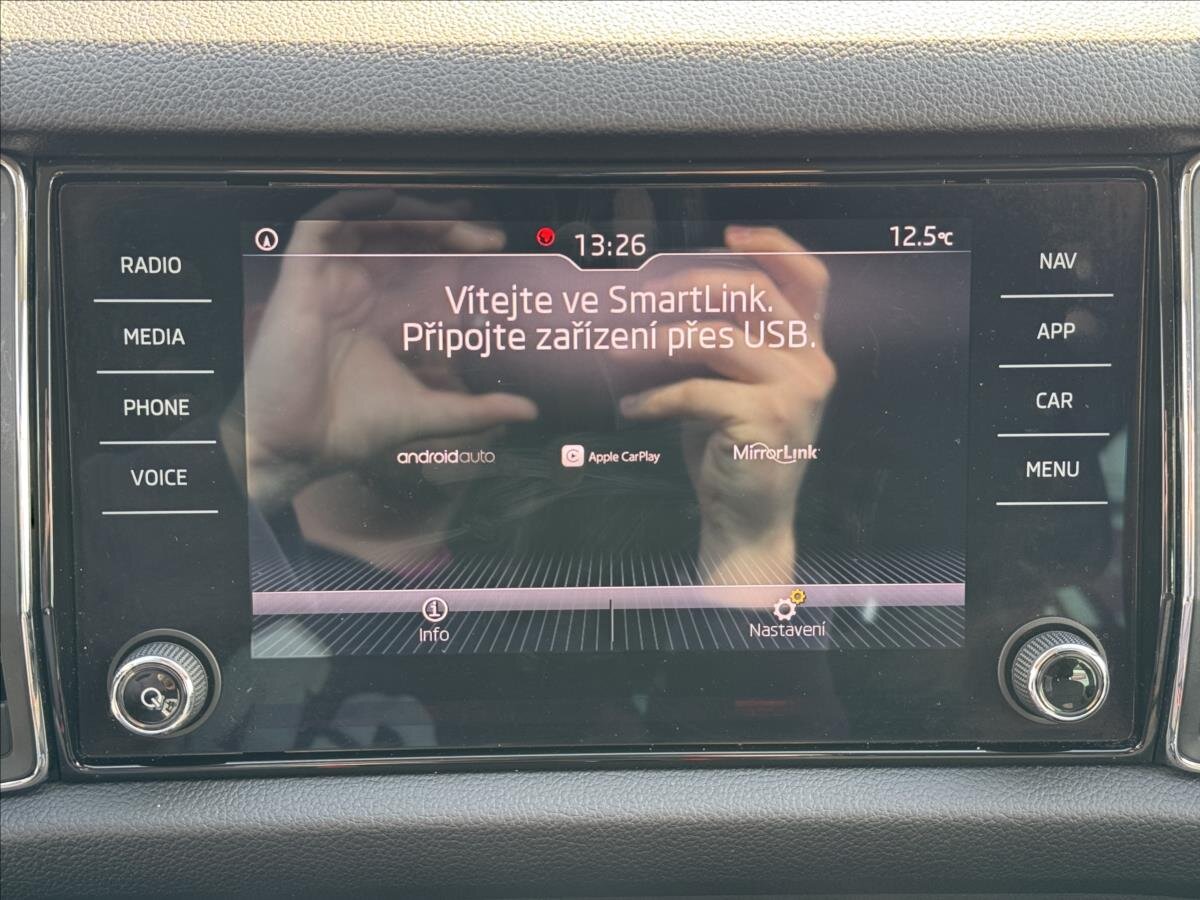 13:26
12.5°C
RADIO
MEDIA
PHONE
VOICE
Vítejte ve SmartLink.
Připojte zařízení přes USB.
androidauto
Apple CarPlay
MirrorLink
Info
Nastavení
NAV
APP
CAR
MENU